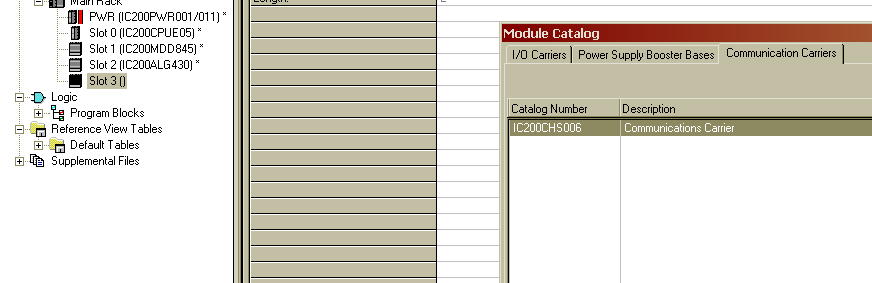 Main Rack
PWR (IC200PWR001/011) *
Slot 0 (IC200CPUE05) *
Slot 1 (IC200MDD845) *
Slot 2 (IC200ALG430) *
Slot 3 ()
Logic
Program Blocks
Reference View Tables
Default Tables
Supplemental Files
Length:
Module Catalog
I/O Carriers
Power Supply Booster Bases
Communication Carriers
Catalog Number
Description
IC200CHS006
Communications Carrier